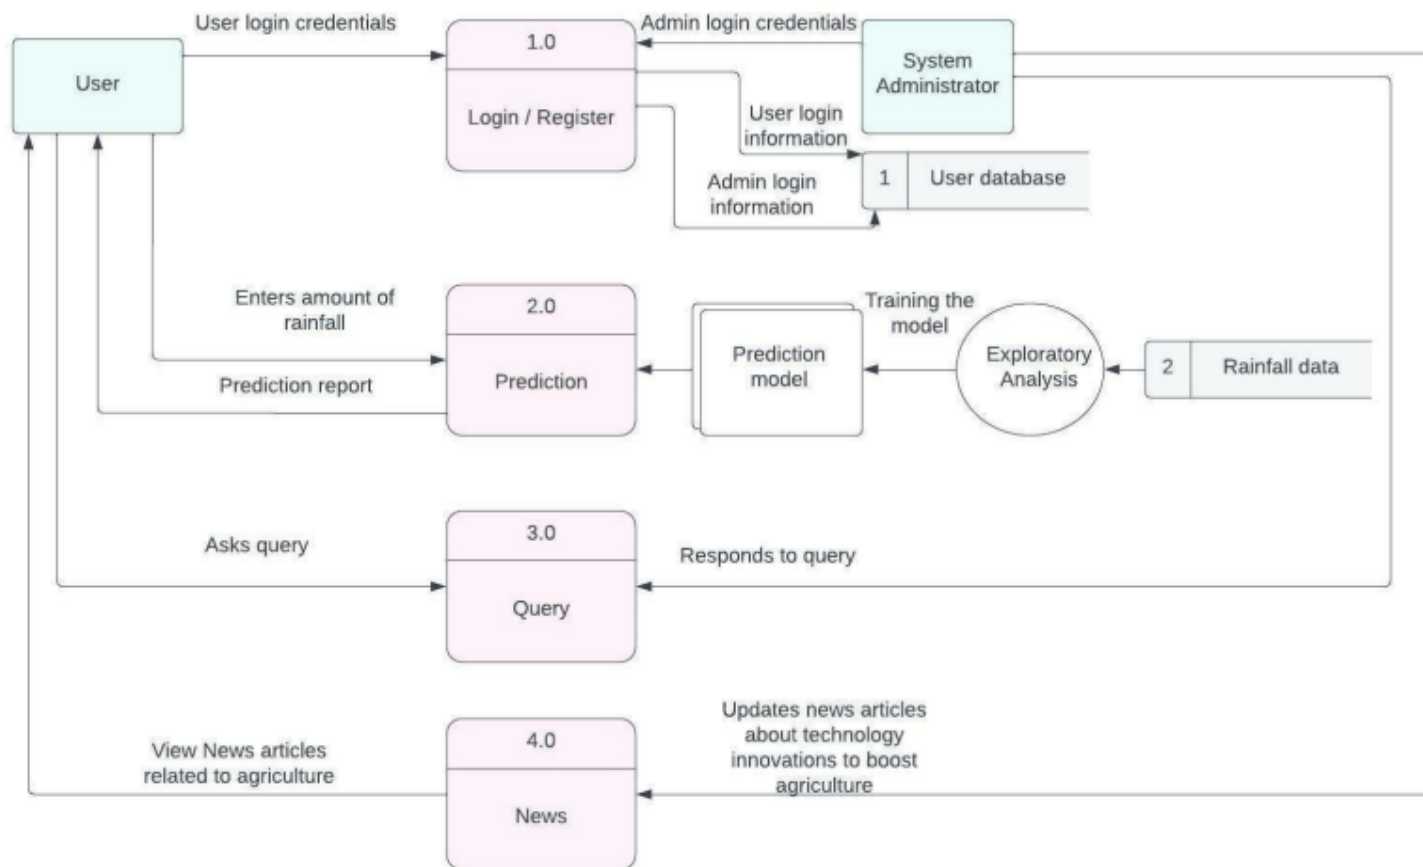 User login credentials
Admin login credentials
1.0
System
Administrator
User
Login / Register
User login
information
1
User database
Admin login
information
Enters amount of
rainfall
2.0
Training the
model
Prediction
model
Exploratory
Analysis
2
Rainfall data
Prediction report
Prediction
3.0
Asks query
Responds to query
Query
4.0
Updates news articles
about technology
innovations to boost
agriculture
View News articles
related to agriculture
News